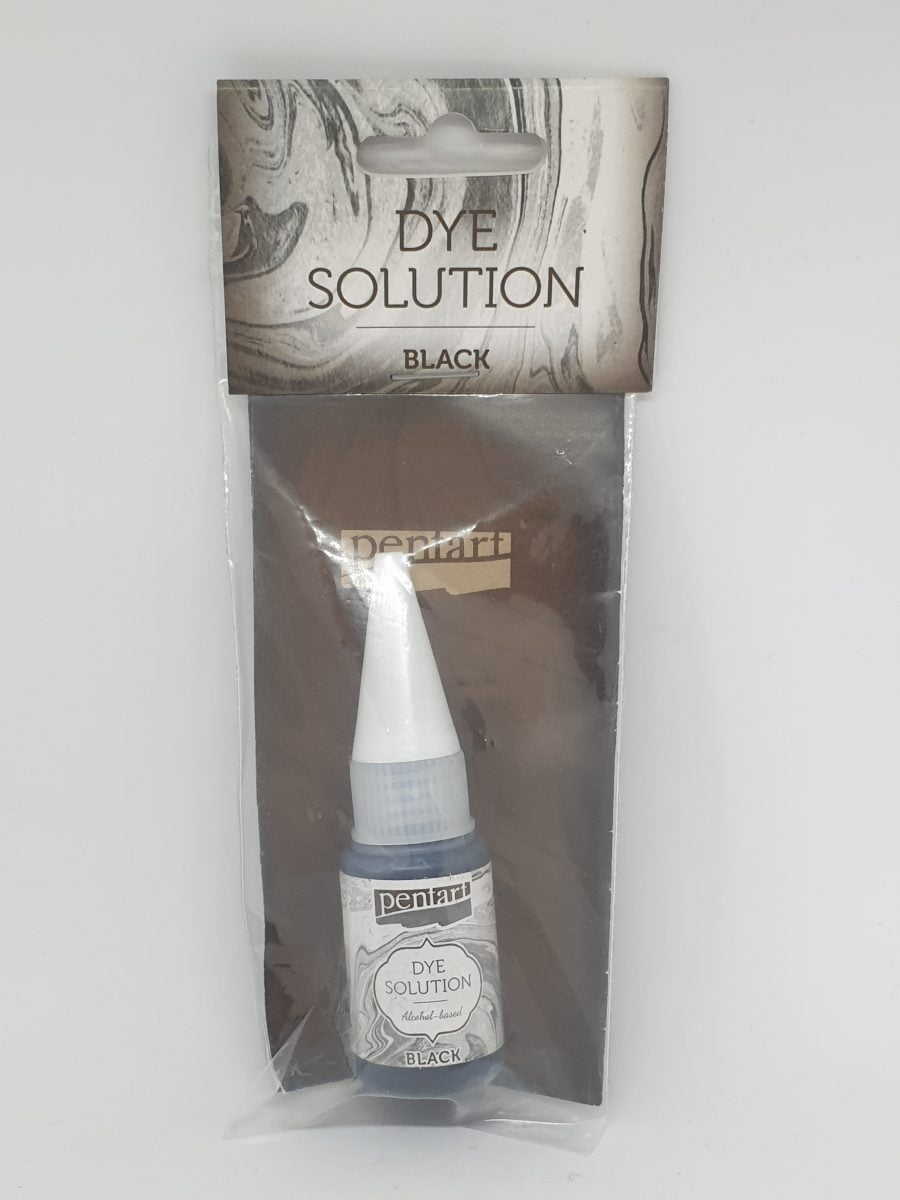 DYE
SOLUTION
BLACK
pentart
pentart
DYE
SOLUTION
Alcohol-based
BLACK